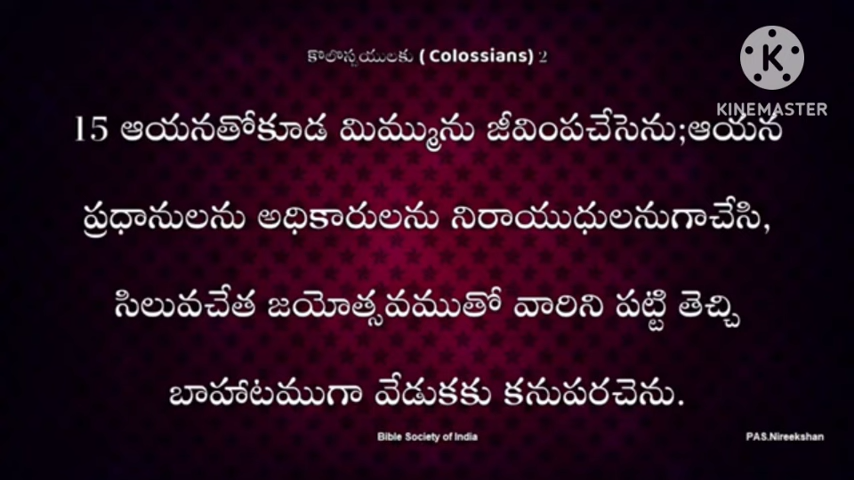 కొలొస్సయులకు ( Colossians) 2
KINEMASTER
15 ఆయనతోకూడ మిమ్మును జీవింపచేసెను;ఆయన
ప్రధానులను అధికారులను నిరాయుధులనుగాచేసి,
సిలువచేత జయోత్సవముతో వారిని పట్టి తెచ్చి
బాహాటముగా వేడుకకు కనుపరచెను.
Bible Society of India
PAS.Nireekshan